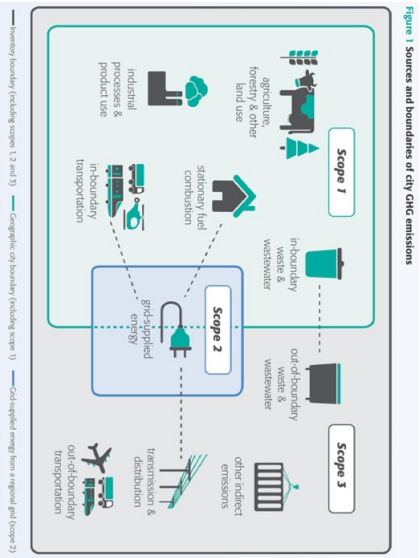 Figure 1 Sources and boundaries of city GHG emissions
Scope 1
agriculture,
forestry & other
land use
in-boundary
waste &
wastewater
out-of-boundary
waste &
wastewater
Scope 3
other indirect
emissions
industrial
processes &
product use
stationary fuel
combustion
in-boundary
transportation
Scope 2
grid-supplied
energy
transmission &
distribution
out-of-boundary
transportation
Inventory boundary (including scopes 1, 2 and 3) Geographic city boundary (including scope 1) Grid-supplied energy from a regional grid (scope 2)